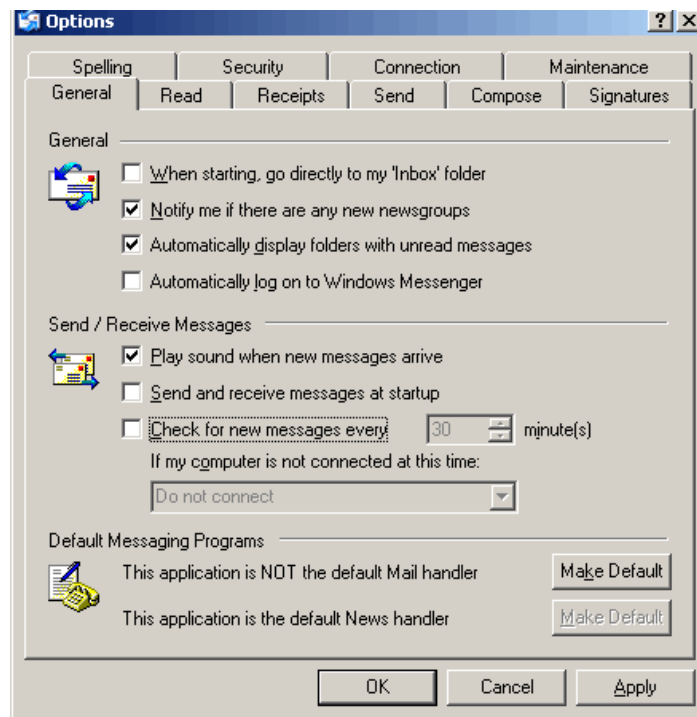 Options
Spelling Security Connection Maintenance
General Read Receipts Send Compose Signatures
General
When starting, go directly to my 'Inbox' folder
Notify me if there are any new newsgroups
Automatically display folders with unread messages
Automatically log on to Windows Messenger
Send / Receive Messages
Play sound when new messages arrive
Send and receive messages at startup
Check for new messages every 30 minute(s)
If my computer is not connected at this time:
Do not connect
Default Messaging Programs
This application is NOT the default Mail handler Make Default
This application is the default News handler Make Default
OK Cancel Apply